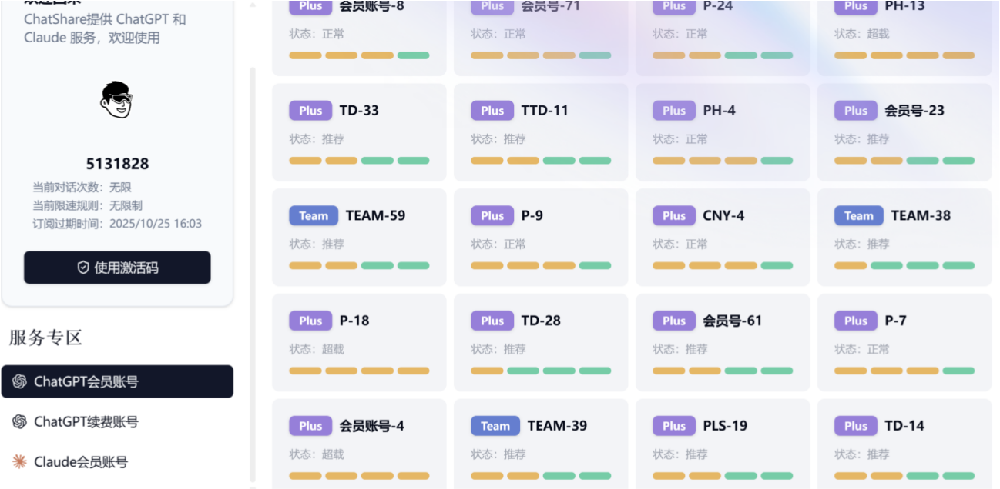 ChatShare提供 ChatGPT 和
Claude 服务，欢迎使用
5131828
当前对话次数：无限
当前限速规则：无限制
订阅过期时间：2025/10/25 16:03
使用激活码
服务专区
ChatGPT会员账号
ChatGPT续费账号
Claude会员账号
Plus 会员账号-8
状态：正常
Plus 会员账号-71
状态：正常
Plus P-24
状态：正常
Plus PH-13
状态：超载
Plus TD-33
状态：推荐
Plus TTD-11
状态：推荐
Plus PH-4
状态：正常
Plus 会员号-23
状态：推荐
Team TEAM-59
状态：推荐
Plus P-9
状态：正常
Plus CNY-4
状态：正常
Team TEAM-38
状态：推荐
Plus P-18
状态：超载
Plus TD-28
状态：推荐
Plus 会员号-61
状态：推荐
Plus P-7
状态：正常
Plus 会员账号-4
状态：超载
Team TEAM-39
状态：推荐
Plus PLS-19
状态：推荐
Plus TD-14
状态：推荐